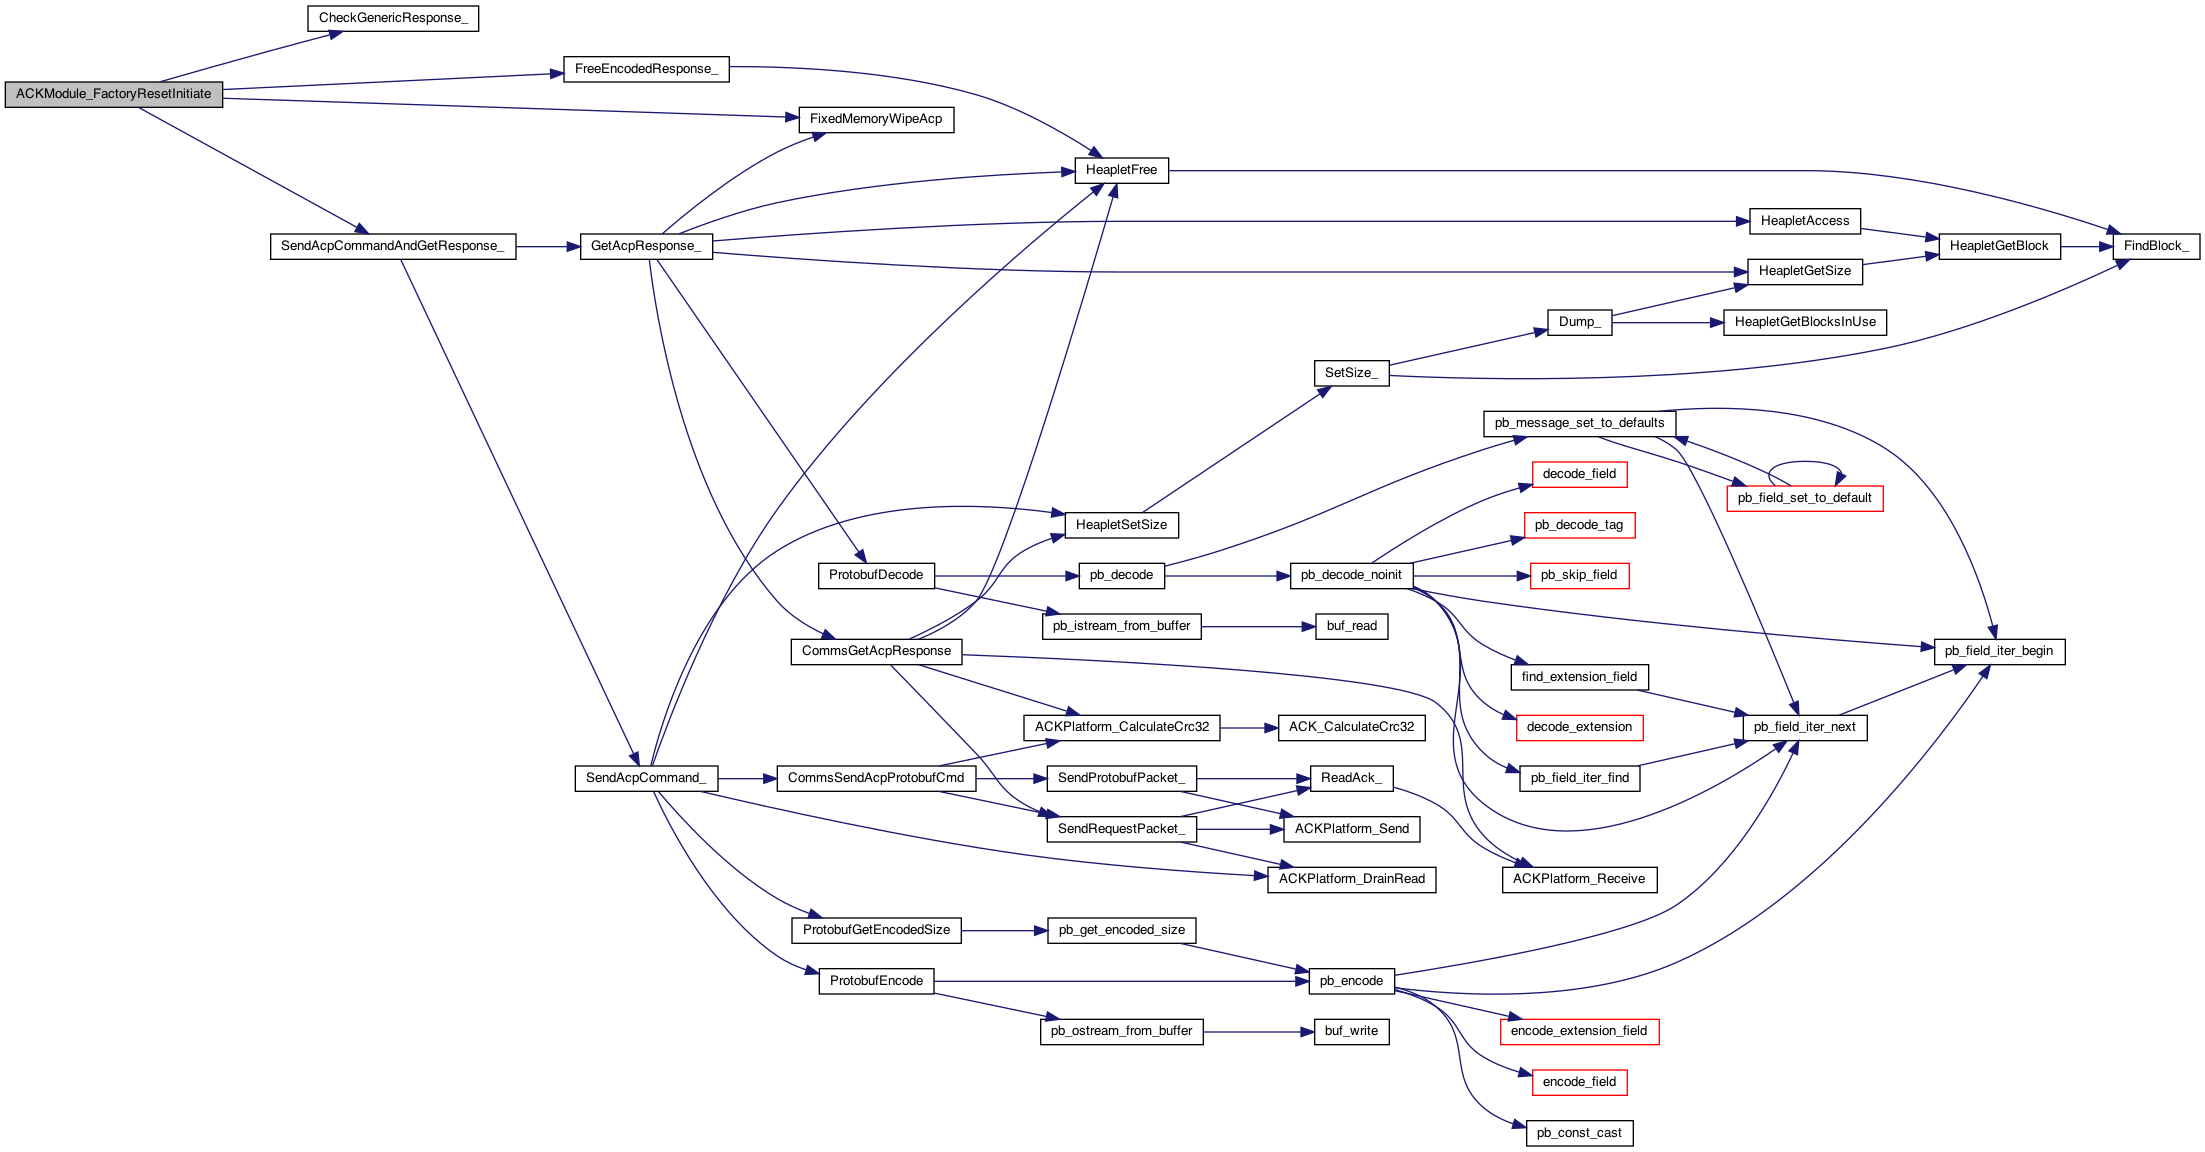 CheckGenericResponse_
FreeEncodedResponse_
ACKModule_FactoryResetInitiate
FixedMemoryWipeAcp
HeapletFree
HeapletAccess
SendAcpCommandAndGetResponse_
GetAcpResponse_
HeapletGetBlock
FindBlock_
HeapletGetSize
Dump_
HeapletGetBlocksInUse
SetSize_
pb_message_set_to_defaults
decode_field
pb_field_set_to_default
HeapletSetSize
pb_decode_tag
ProtobufDecode
pb_decode
pb_decode_noinit
pb_skip_field
pb_istream_from_buffer
buf_read
CommsGetAcpResponse
pb_field_iter_begin
find_extension_field
ACKPlatform_CalculateCrc32
ACK_CalculateCrc32
decode_extension
pb_field_iter_next
SendAcpCommand_
CommsSendAcpProtobufCmd
SendProtobufPacket_
ReadAck_
pb_field_iter_find
SendRequestPacket_
ACKPlatform_Send
ACKPlatform_DrainRead
ACKPlatform_Receive
ProtobufGetEncodedSize
pb_get_encoded_size
ProtobufEncode
pb_encode
pb_ostream_from_buffer
buf_write
encode_extension_field
encode_field
pb_const_cast